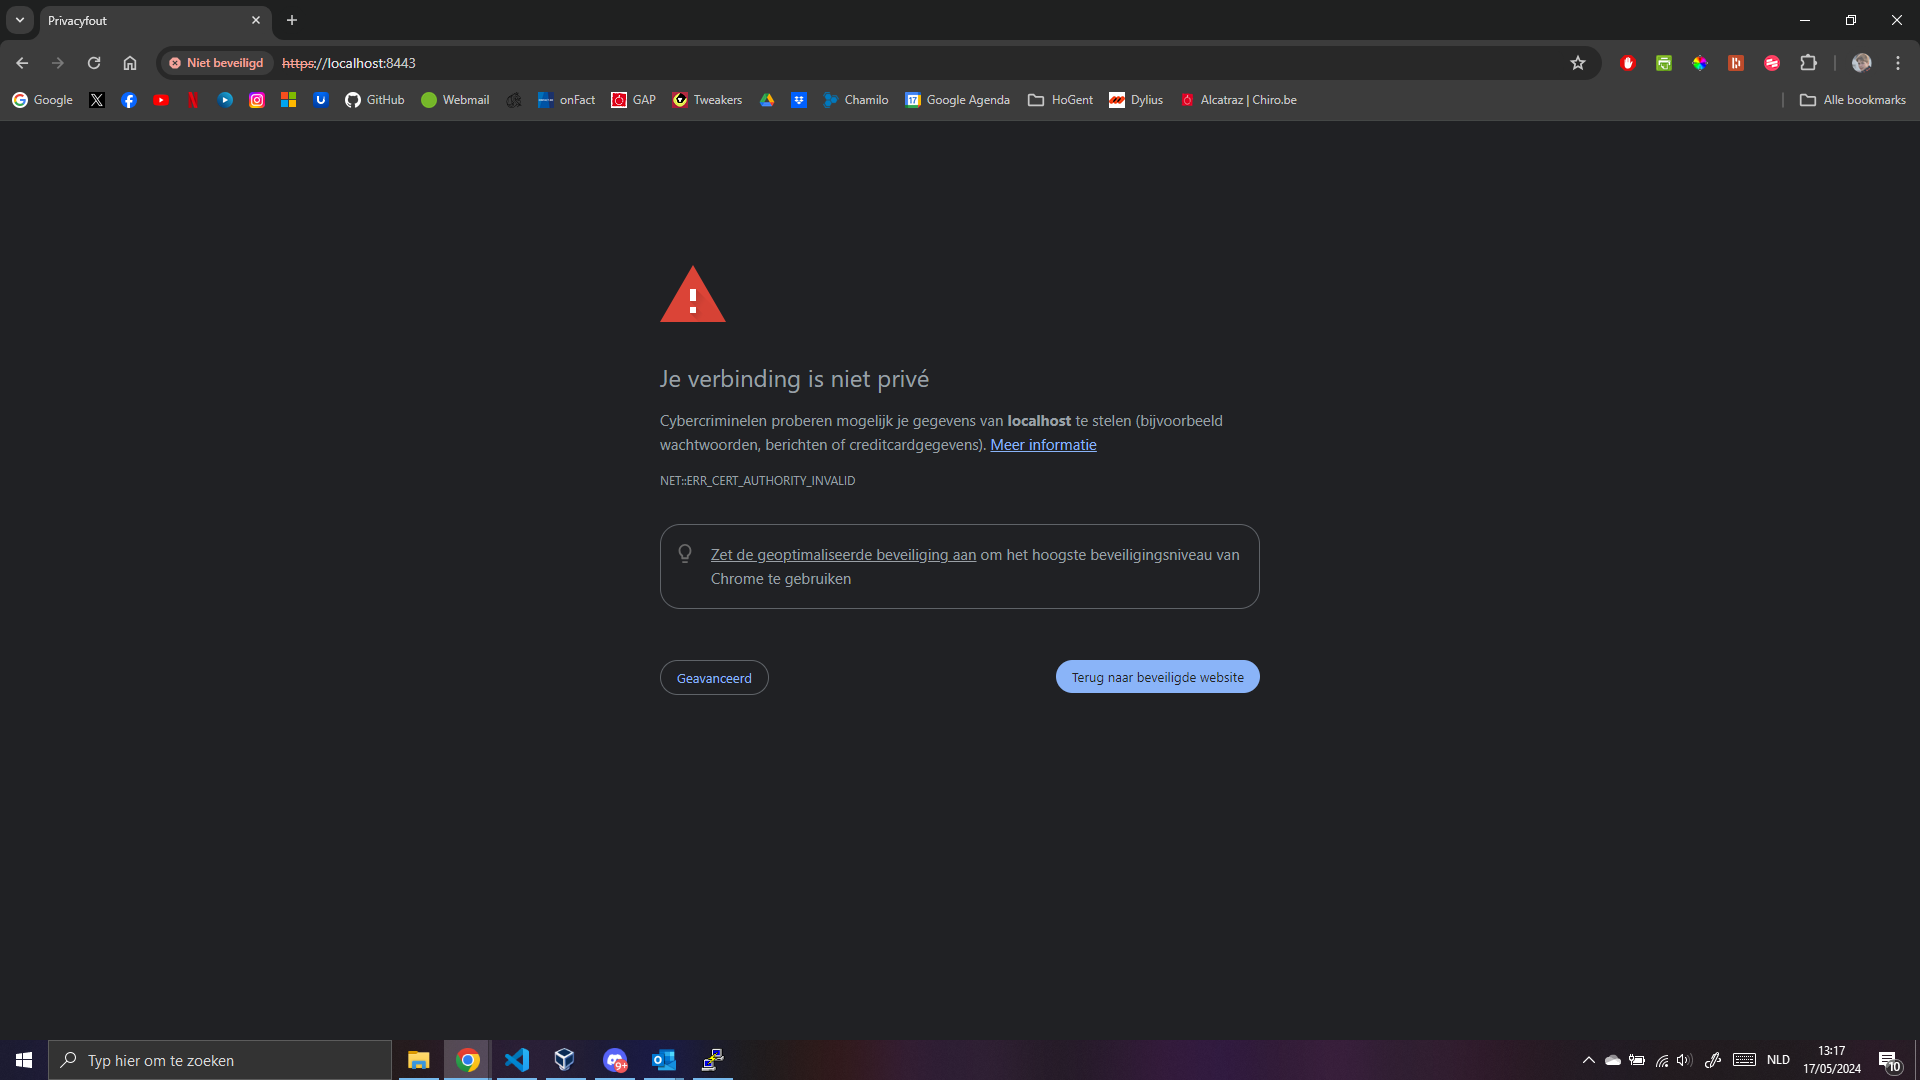 Privacyfout
Niet beveiligd
https://localhost:8443
Google
GitHub
Webmail
onFact
GAP
Tweakers
Chamilo
17
Google Agenda
HoGent
Dylius
Alcatraz | Chiro.be
Alle bookmarks
Je verbinding is niet privé
Cybercriminelen proberen mogelijk je gegevens van localhost te stelen (bijvoorbeeld
wachtwoorden, berichten of creditcardgegevens). Meer informatie
NET::ERR_CERT_AUTHORITY_INVALID
Zet de geoptimaliseerde beveiliging aan om het hoogste beveiligingsniveau van
Chrome te gebruiken
Geavanceerd
Terug naar beveiligde website
Typ hier om te zoeken
9+
NLD
13:17
17/05/2024
10